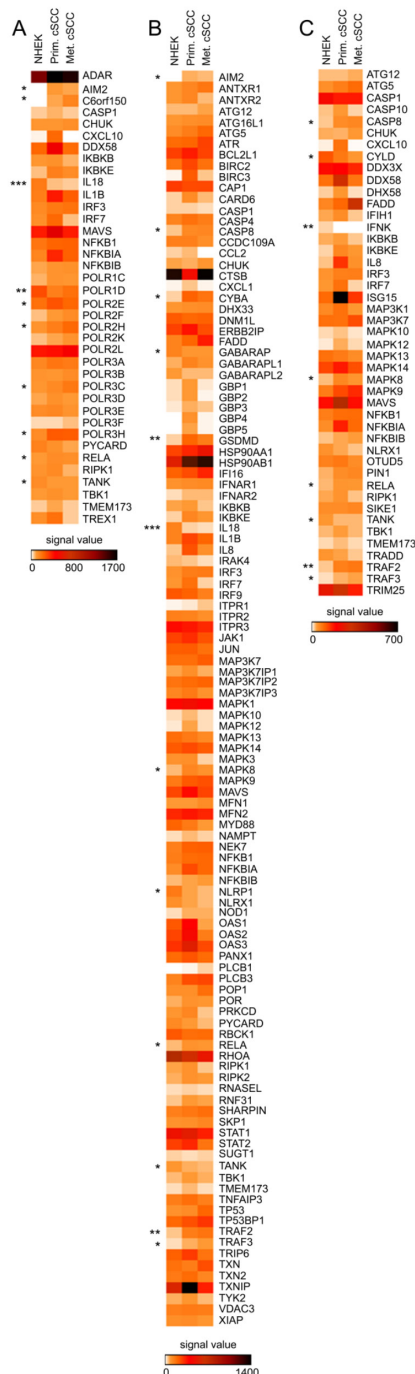 A
NHEK
Prim. cSCC
Met. cSCC
ADAR
* AIM2
* C6orf150
CASP1
CHUK
CXCL10
DDX58
IKBKB
IKBKE
*** IL18
IL1B
IRF3
IRF7
MAVS
NFKB1
NFKBIA
NFKBIB
POLR1C
** POLR1D
* POLR2E
POLR2F
* POLR2H
POLR2K
POLR2L
POLR3A
POLR3B
* POLR3C
POLR3D
POLR3E
POLR3F
* POLR3H
PYCARD
* RELA
RIPK1
* TANK
TBK1
TMEM173
TREX1
signal value
0 800 1700
B
NHEK
Prim. cSCC
Met. cSCC
* AIM2
ANTXR1
ANTXR2
ATG12
ATG16L1
ATG5
ATR
BCL2L1
BIRC2
BIRC3
CAP1
CARD6
CASP1
CASP4
* CASP8
CCDC109A
CCL2
CHUK
CTSB
CXCL1
* CYBA
DHX33
DNM1L
ERBB2IP
FADD
* GABARAP
GABARAPL1
GABARAPL2
GBP1
GBP2
GBP3
GBP4
GBP5
** GSDMD
HSP90AA1
HSP90AB1
IFI16
IFNAR1
IFNAR2
IKBKB
IKBKE
*** IL18
IL1B
IL8
IRAK4
IRF3
IRF7
IRF9
ITPR1
ITPR2
ITPR3
JAK1
JUN
MAP3K7
MAP3K7IP1
MAP3K7IP2
MAP3K7IP3
MAPK1
MAPK10
MAPK12
MAPK13
MAPK14
MAPK3
* MAPK8
MAPK9
MAVS
MFN1
MFN2
MYD88
NAMPT
NEK7
NFKB1
NFKBIA
NFKBIB
* NLRP1
NLRX1
NOD1
OAS1
OAS2
OAS3
PANX1
PLCB1
PLCB3
POP1
POR
PRKCD
PYCARD
RBCK1
* RELA
RHOA
RIPK1
RIPK2
RNASEL
RNF31
SHARPIN
SKP1
STAT1
STAT2
SUGT1
* TANK
TBK1
TMEM173
TNFAIP3
TP53
TP53BP1
** TRAF2
* TRAF3
TRIP6
TXN
TXN2
TXNIP
TYK2
VDAC3
XIAP
signal value
0 1400
C
NHEK
Prim. cSCC
Met. cSCC
ATG12
ATG5
CASP1
CASP10
* CASP8
CHUK
CXCL10
* CYLD
DDX3X
DDX58
DHX58
FADD
IFIH1
** IFNK
IKBKB
IKBKE
IL8
IRF3
IRF7
ISG15
MAP3K1
MAP3K7
MAPK10
MAPK12
MAPK13
MAPK14
* MAPK8
MAPK9
MAVS
NFKB1
NFKBIA
NFKBIB
NLRX1
OTUD5
PIN1
* RELA
RIPK1
SIKE1
* TANK
TBK1
TMEM173
TRADD
** TRAF2
* TRAF3
TRIM25
signal value
0 700